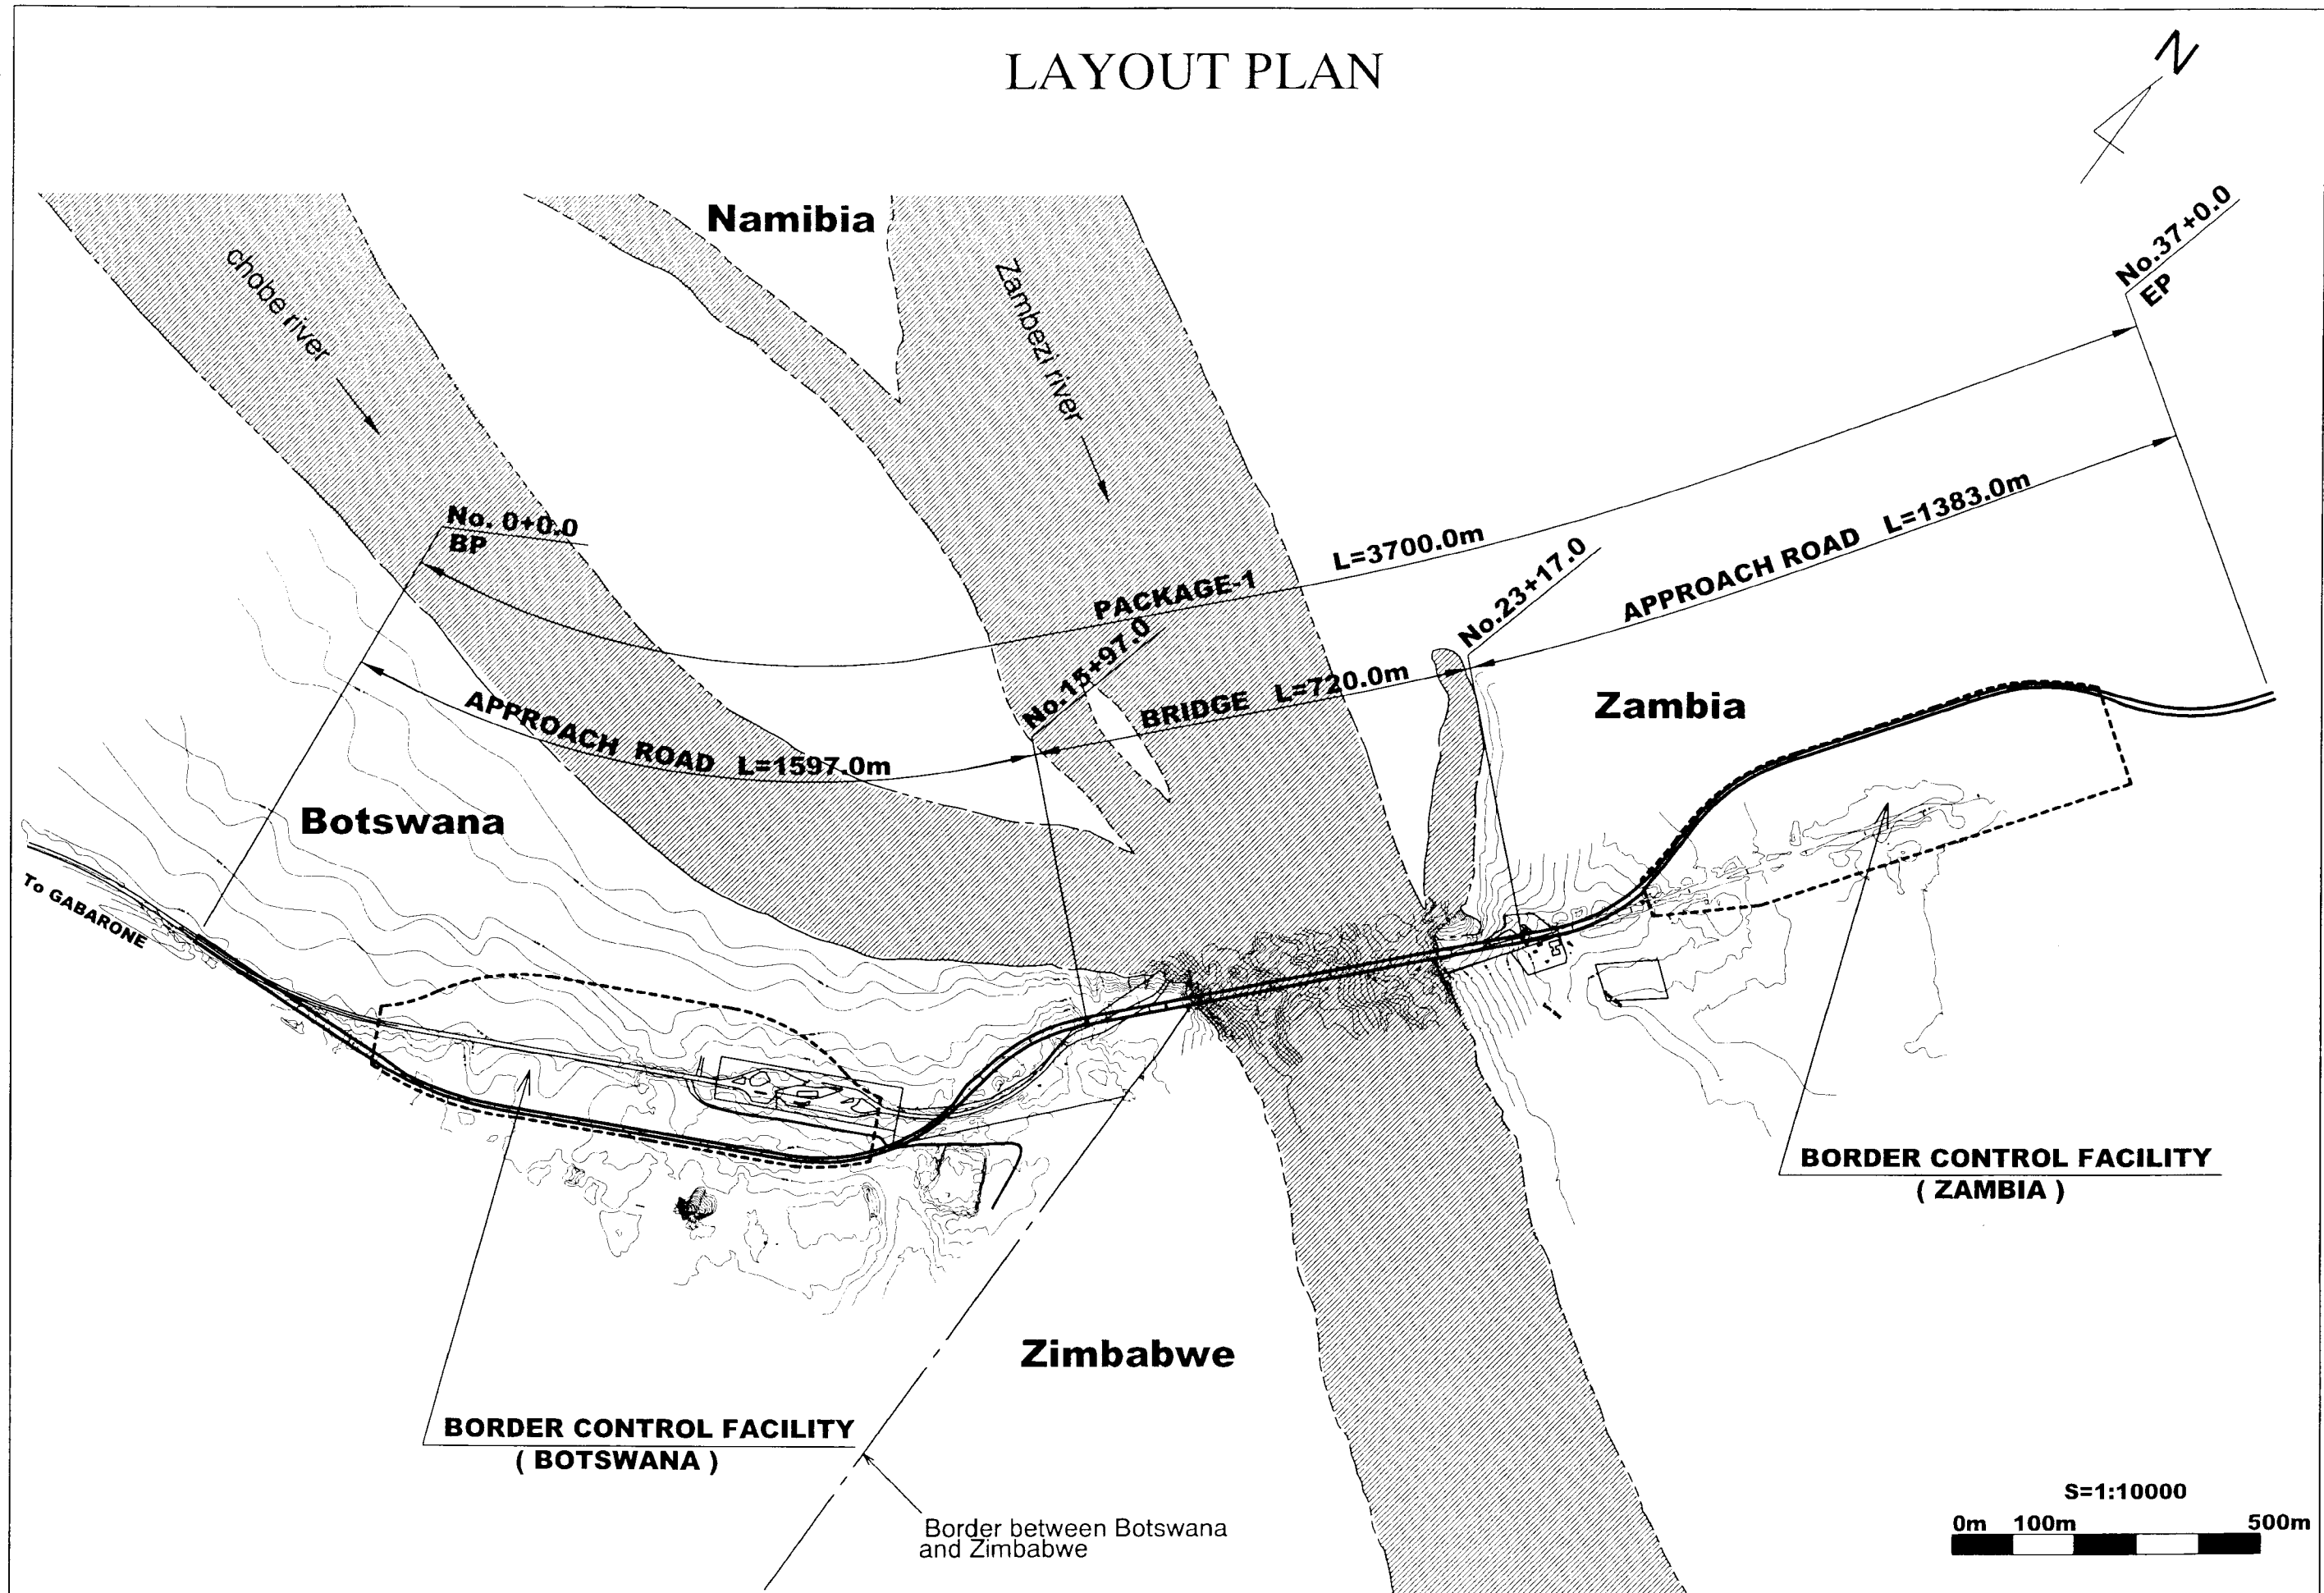 LAYOUT PLAN
N
Namibia
chobe river
Zambezi river
No.37+0.0
EP
No. 0+0.0
BP
L=3700.0m
PACKAGE-1
No.15+97.0
No.23+17.0
APPROACH ROAD L=1383.0m
BRIDGE L=720.0m
APPROACH ROAD L=1597.0m
Zambia
Botswana
To GABARONE
BORDER CONTROL FACILITY
( ZAMBIA )
Zimbabwe
BORDER CONTROL FACILITY
( BOTSWANA )
Border between Botswana
and Zimbabwe
S=1:10000
0m 100m 500m